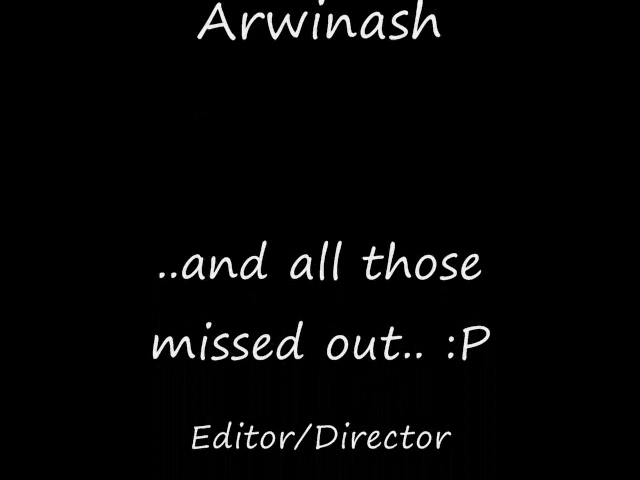 Arwinash
..and all those
missed out.. :P
Editor/Director